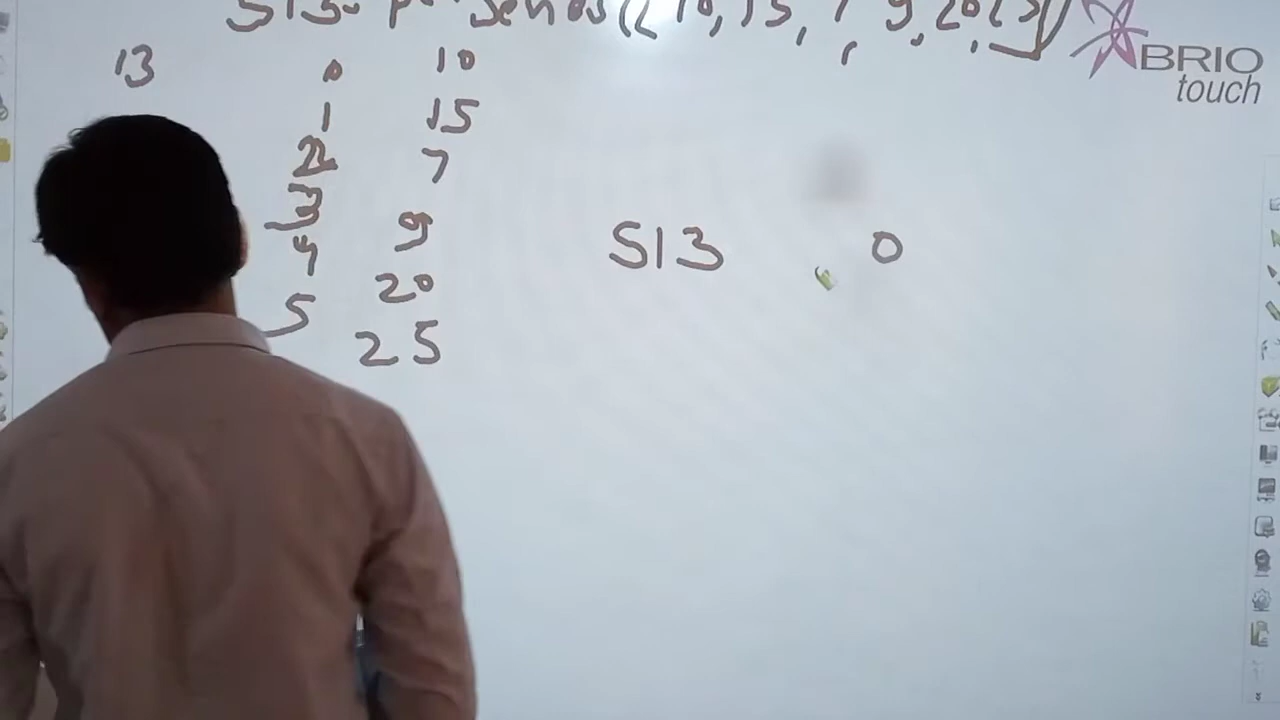 S13= pd.Series([10,15,7,9,20,25])
BRIO
touch
13
0 10
1 15
2 7
3
9
4
20
5
25
S13 0